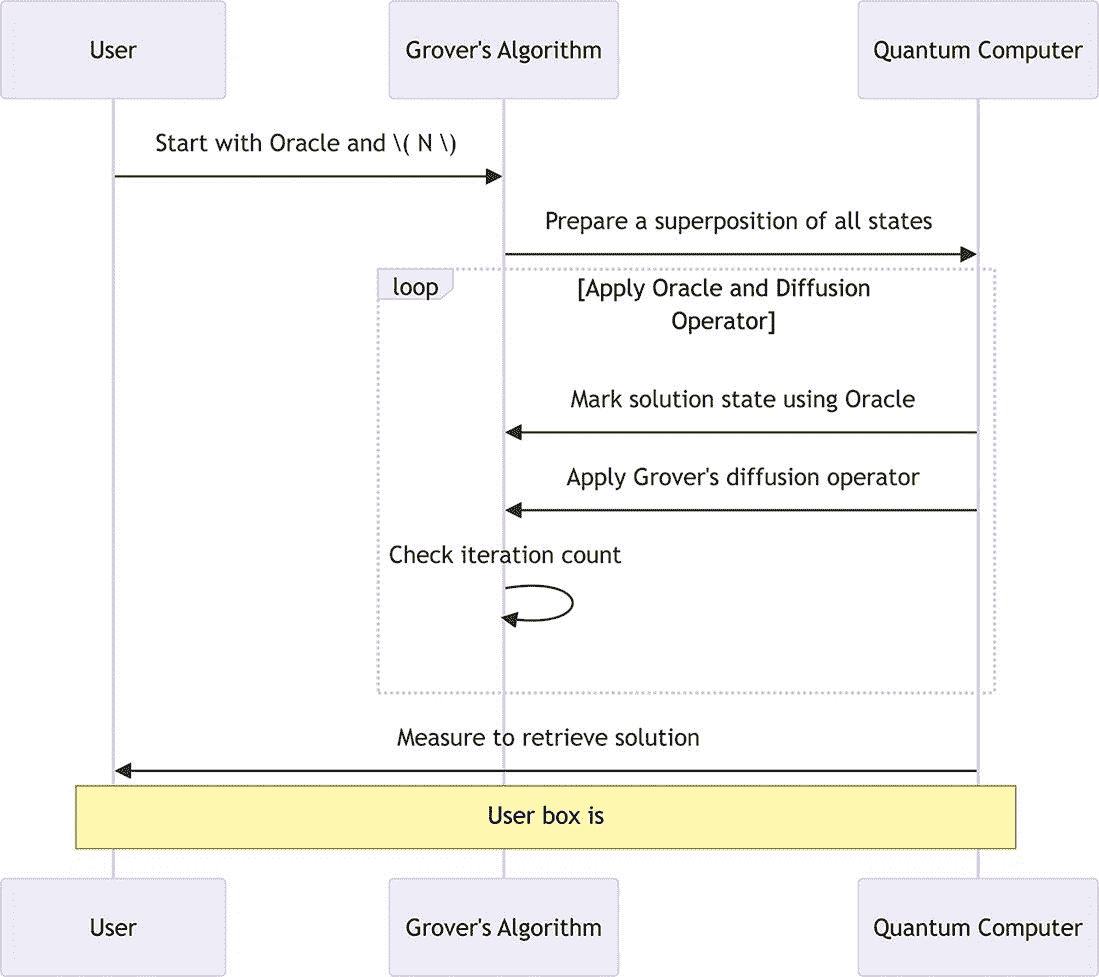 User
Grover's Algorithm
Quantum Computer
Start with Oracle and \( N \)
Prepare a superposition of all states
loop
[Apply Oracle and Diffusion
Operator]
Mark solution state using Oracle
Apply Grover's diffusion operator
Check iteration count
Measure to retrieve solution
User box is
User
Grover's Algorithm
Quantum Computer